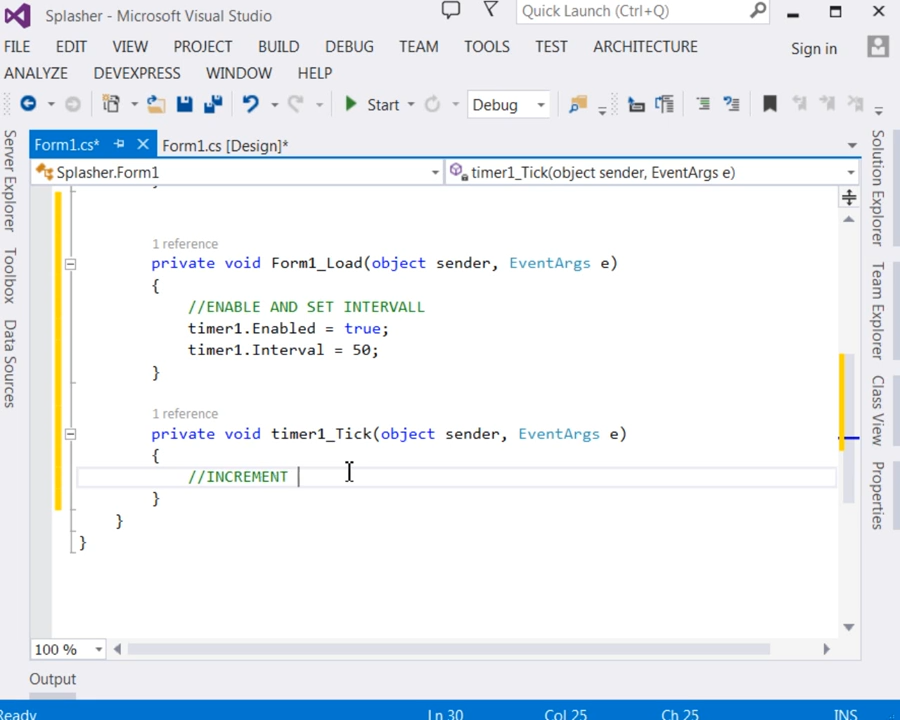 Splasher - Microsoft Visual Studio
Quick Launch (Ctrl+Q)
FILE EDIT VIEW PROJECT BUILD DEBUG TEAM TOOLS TEST ARCHITECTURE Sign in
ANALYZE DEVEXPRESS WINDOW HELP
Start Debug
Form1.cs* Form1.cs [Design]*
Splasher.Form1 timer1_Tick(object sender, EventArgs e)
Server Explorer
Toolbox
Data Sources
1 reference
private void Form1_Load(object sender, EventArgs e)
{
//ENABLE AND SET INTERVALL
timer1.Enabled = true;
timer1.Interval = 50;
}
1 reference
private void timer1_Tick(object sender, EventArgs e)
{
//INCREMENT
}
}
}
Solution Explorer
Team Explorer
Class View
Properties
100 %
Output
Ready Ln 30 Col 25 Ch 25 INS